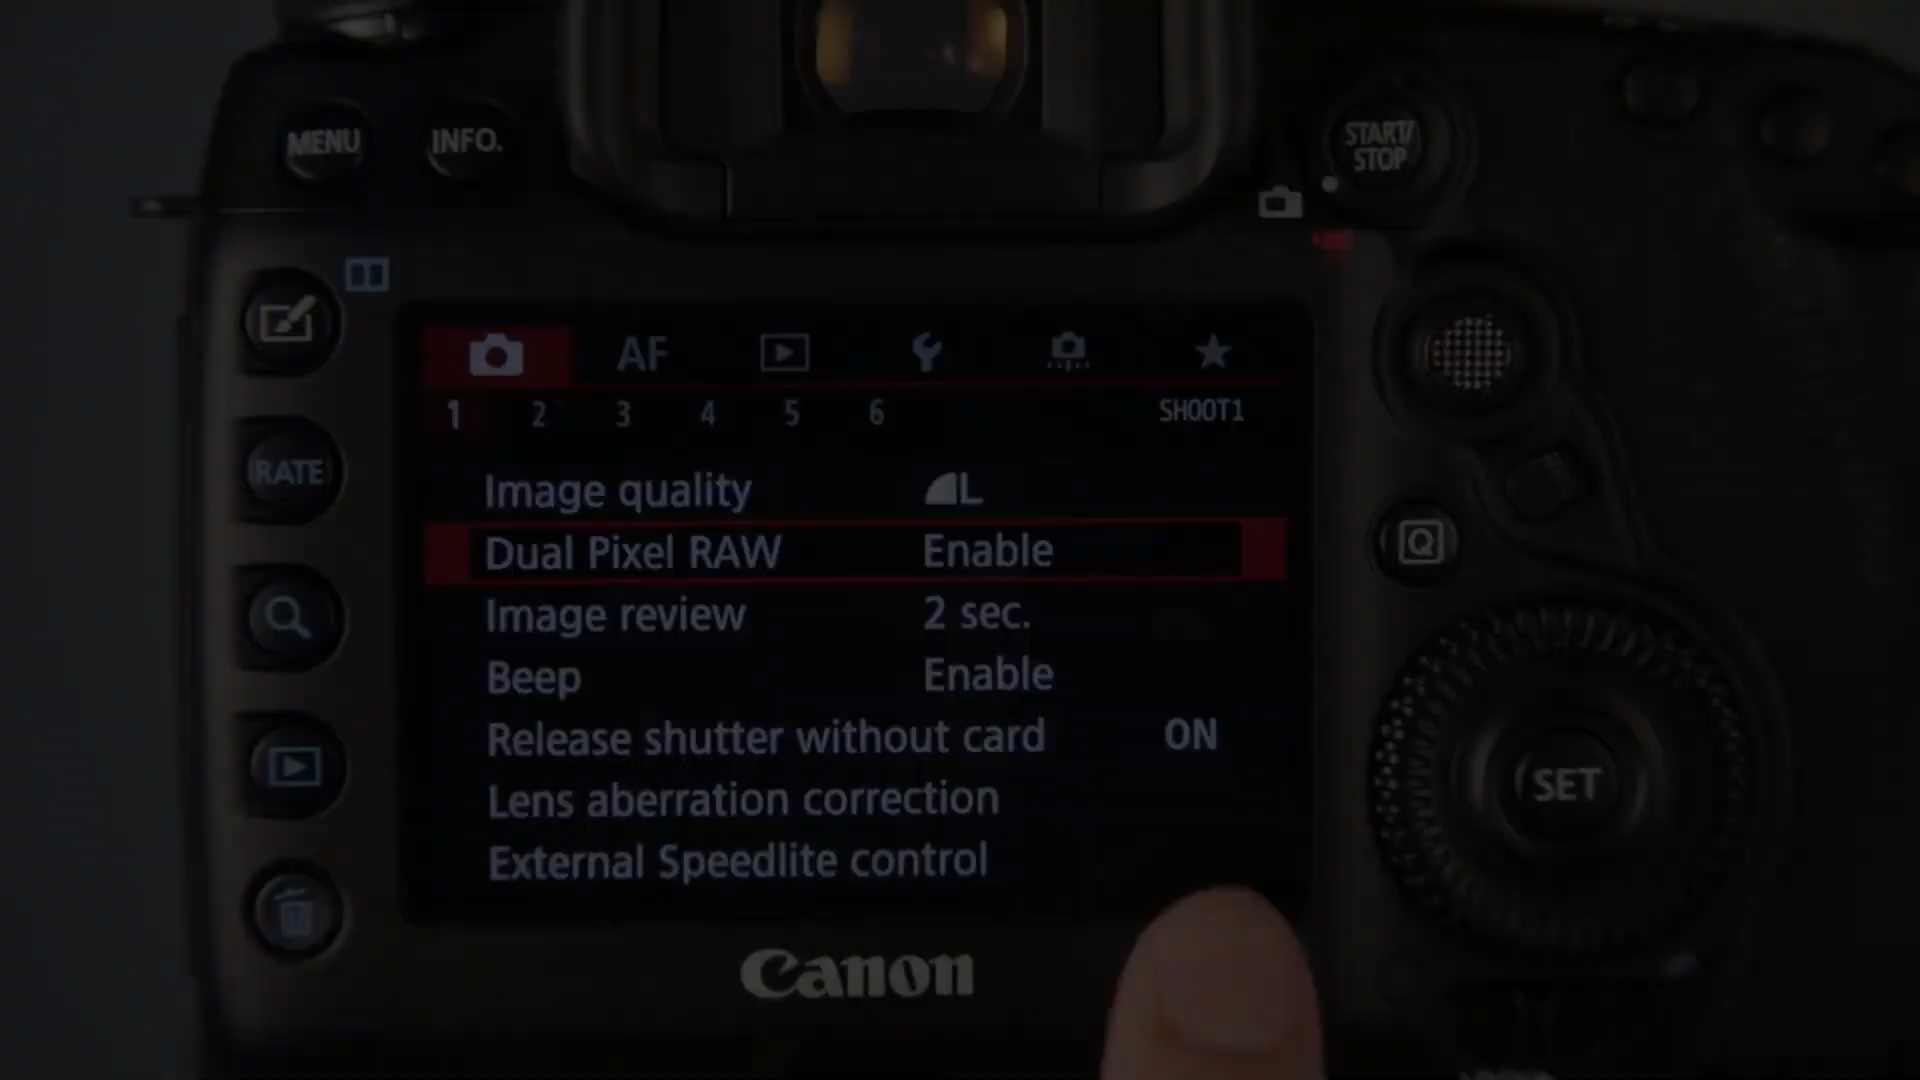 MENU
INFO.
START/
STOP
AF
1 2 3 4 5 6 SHOOT1
Image quality L
RATE
Dual Pixel RAW Enable
Q
Image review 2 sec.
Beep Enable
Release shutter without card ON
SET
Lens aberration correction
External Speedlite control
Canon